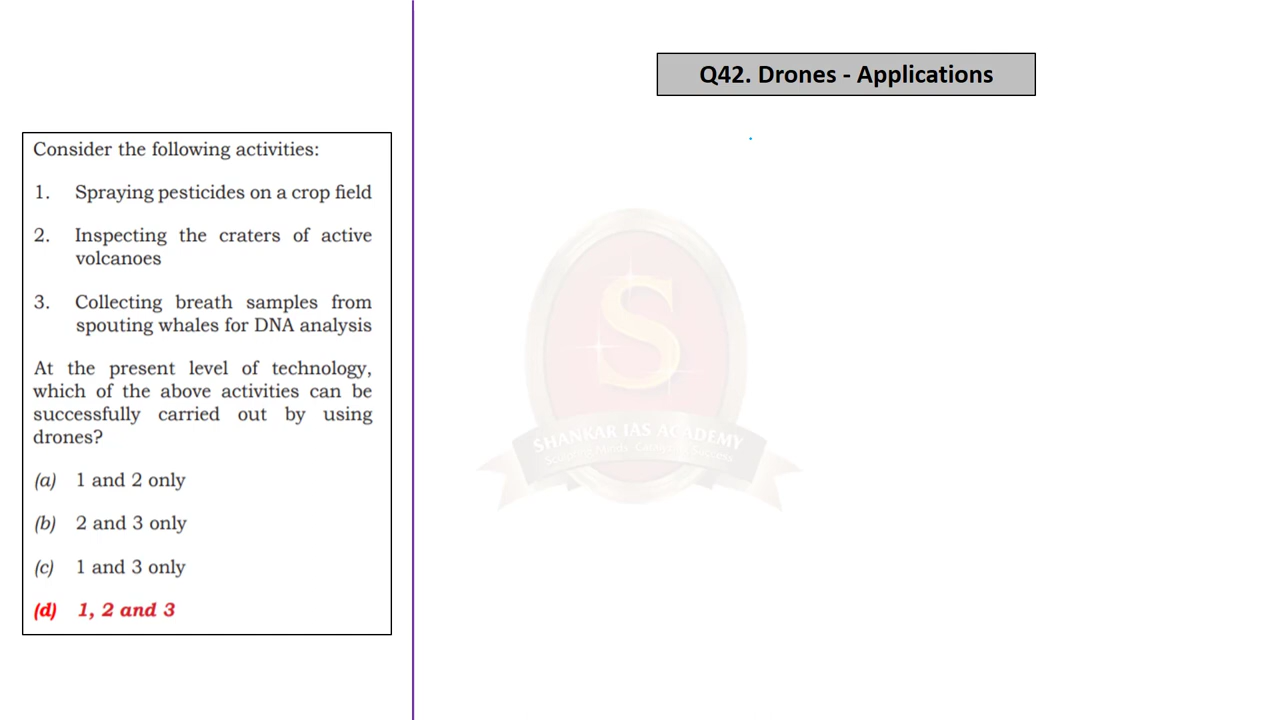 Q42. Drones - Applications
Consider the following activities:
1. Spraying pesticides on a crop field
2. Inspecting the craters of active
volcanoes
3. Collecting breath samples from
spouting whales for DNA analysis
At the present level of technology,
which of the above activities can be
successfully carried out by using
drones?
(a) 1 and 2 only
(b) 2 and 3 only
(c) 1 and 3 only
(d) 1, 2 and 3
S
SHANKAR IAS ACADEMY